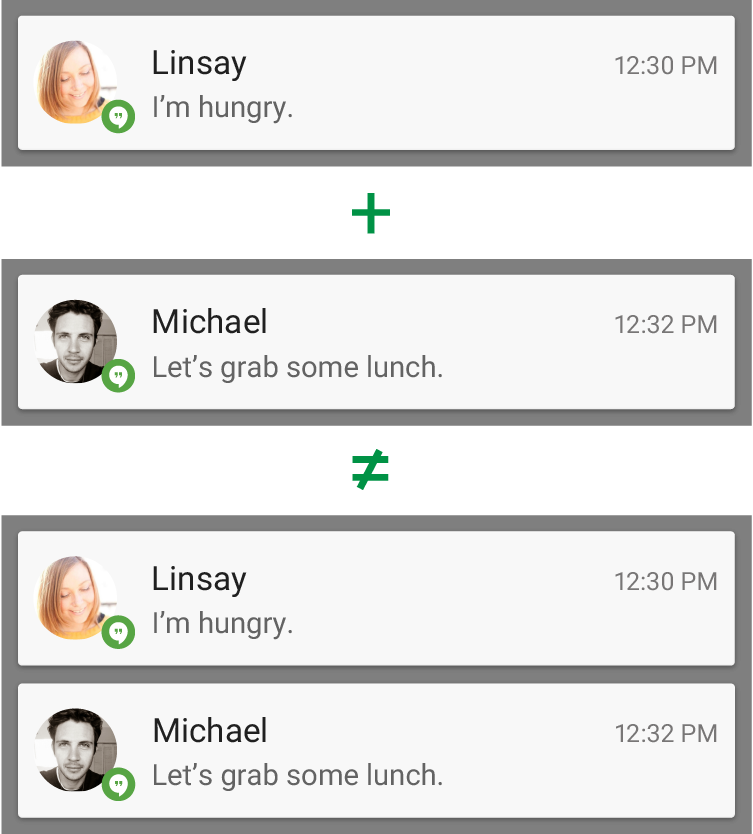 Linsay 12:30 PM
I’m hungry.
+
Michael 12:32 PM
Let’s grab some lunch.
≠
Linsay 12:30 PM
I’m hungry.
Michael 12:32 PM
Let’s grab some lunch.